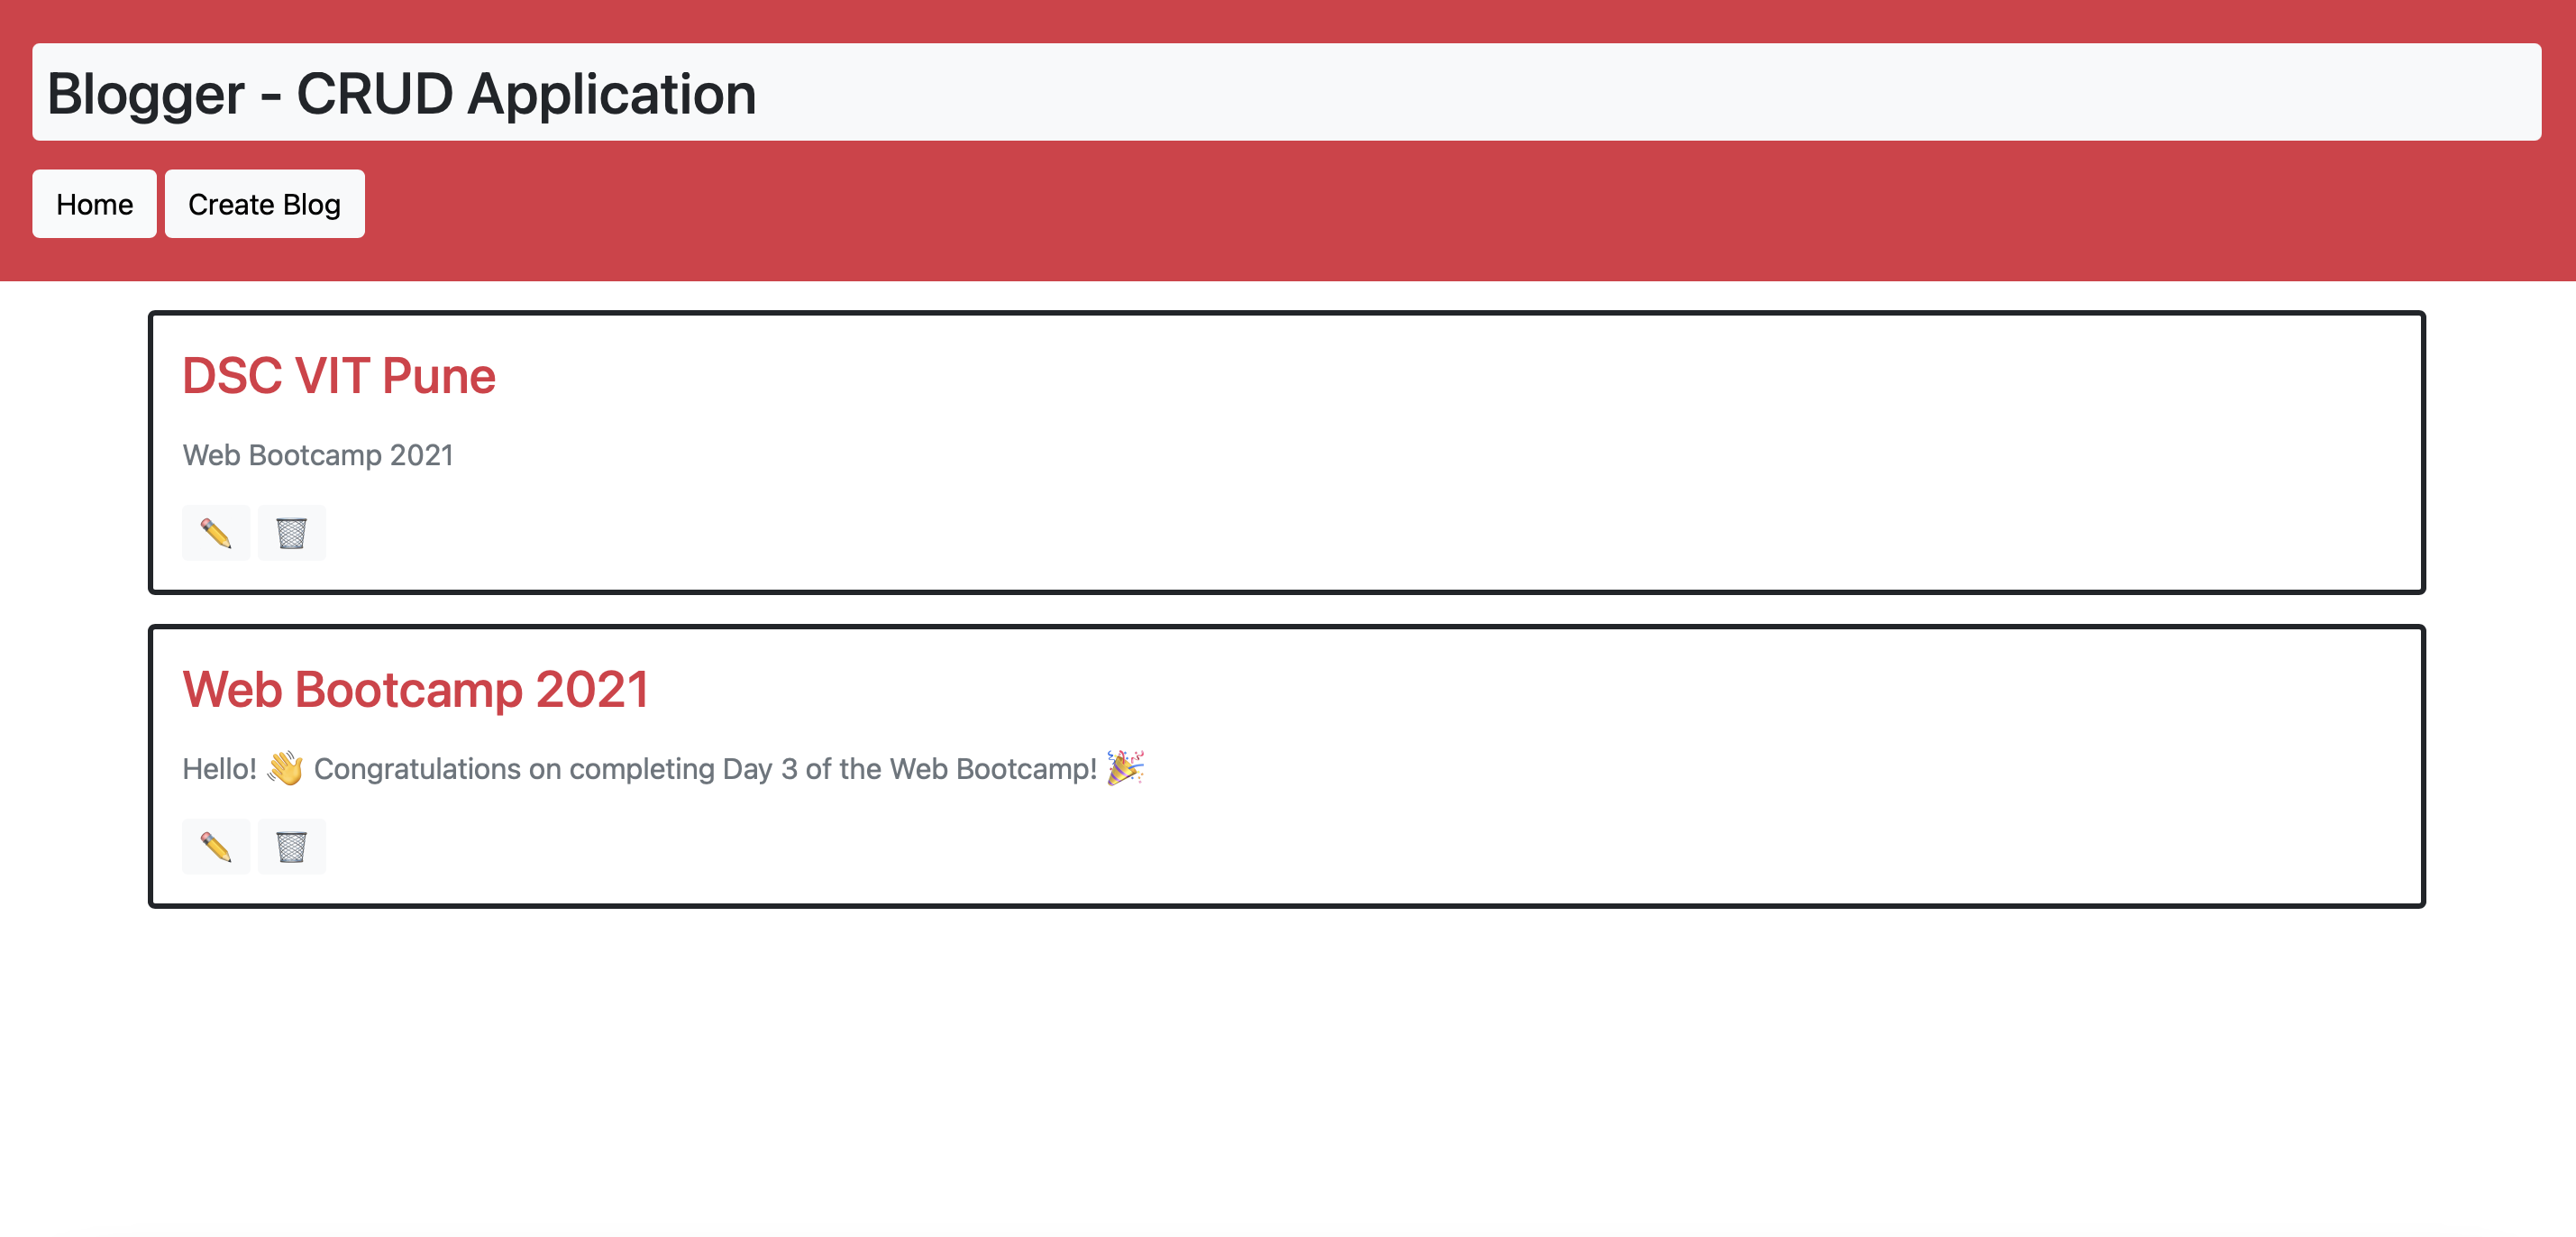 Blogger - CRUD Application
Home
Create Blog
DSC VIT Pune
Web Bootcamp 2021
Web Bootcamp 2021
Hello! 👋 Congratulations on completing Day 3 of the Web Bootcamp! 🎉